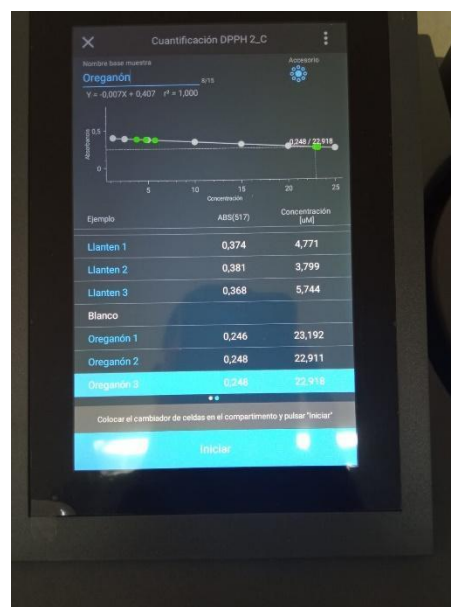 Cuantificación DPPH 2_C
Nombre base muestra
Accesorio
Oreganón
8/15
Y = -0,007X + 0,407 r² = 1,000
Absorbancia
0,5
0
0,248 / 22,918
5 10 15 20 25
Concentración
Ejemplo ABS(517) Concentración [uM]
Llanten 1 0,374 4,771
Llanten 2 0,381 3,799
Llanten 3 0,368 5,744
Blanco
Oreganón 1 0,246 23,192
Oreganón 2 0,248 22,911
Oreganón 3 0,248 22,918
Colocar el cambiador de celdas en el compartimento y pulsar "Iniciar"
Iniciar